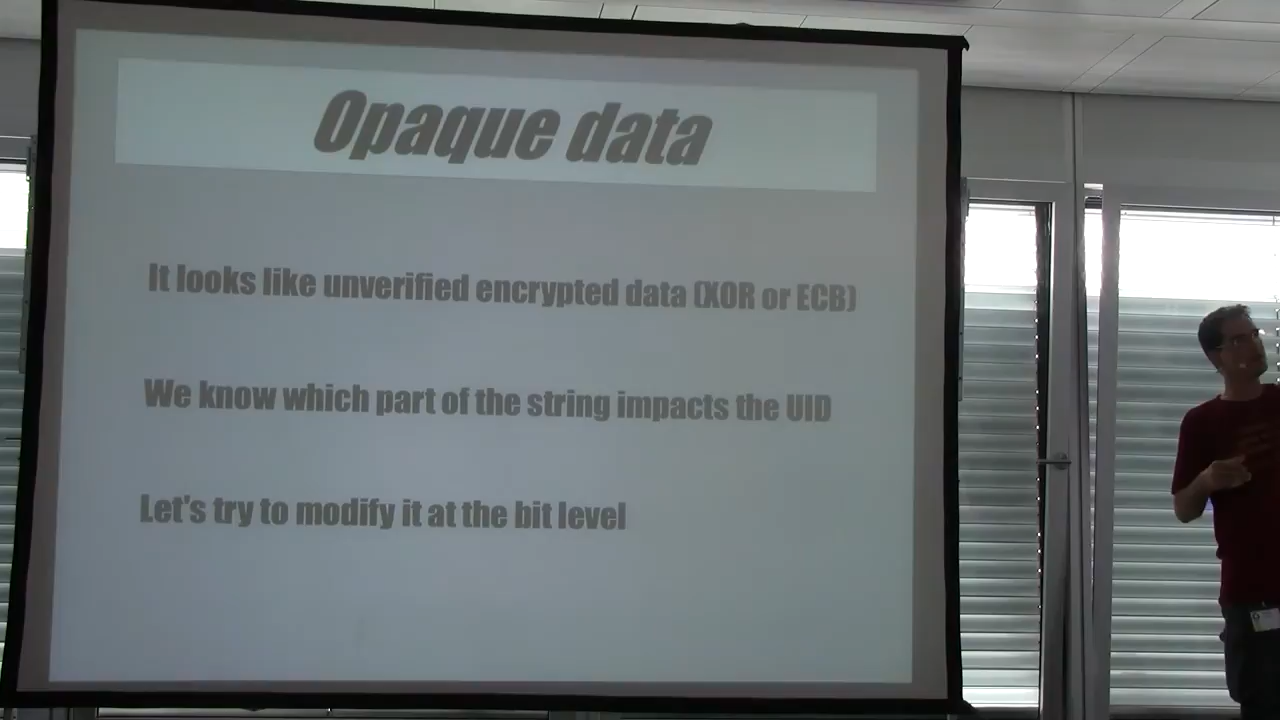 Opaque data
It looks like unverified encrypted data (XOR or ECB)
We know which part of the string impacts the UID
Let's try to modify it at the bit level